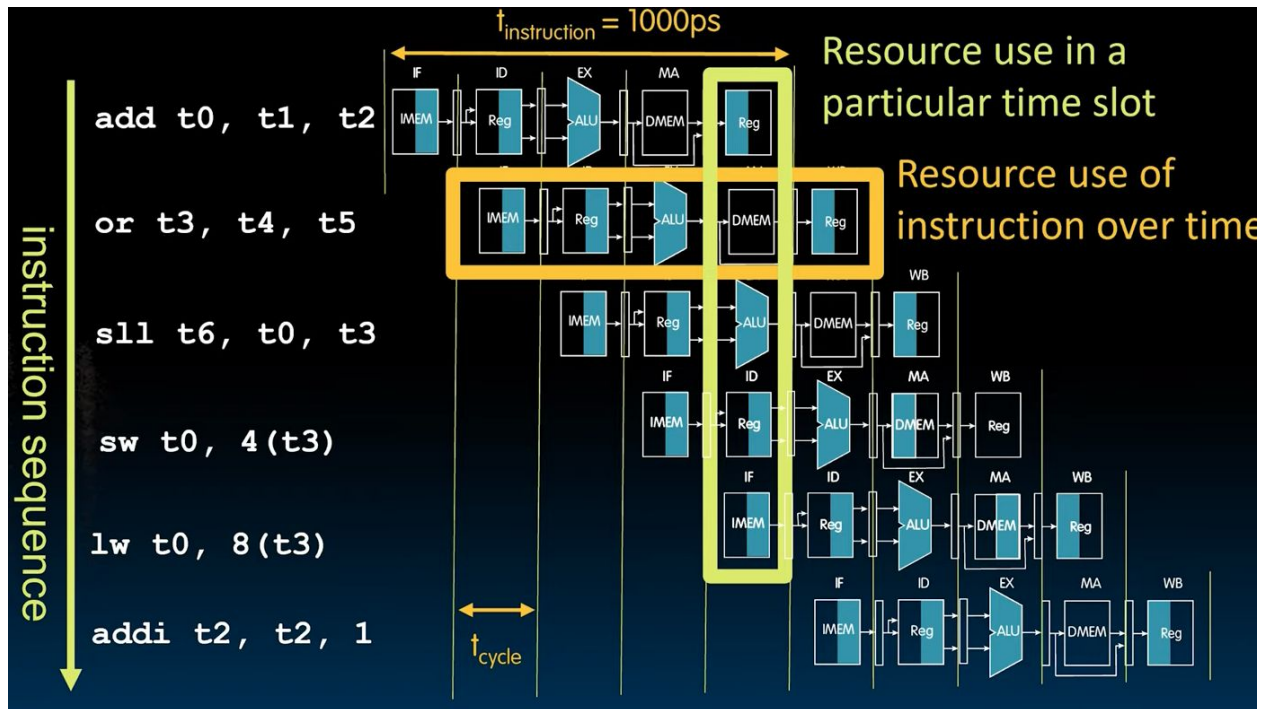 t_instruction = 1000ps
Resource use in a
particular time slot
Resource use of
instruction over time
instruction sequence
add t0, t1, t2
IF ID EX MA
IMEM Reg ALU DMEM Reg
or t3, t4, t5
IMEM Reg ALU DMEM Reg
sll t6, t0, t3
WB
IMEM Reg ALU DMEM Reg
sw t0, 4(t3)
IF ID EX MA WB
IMEM Reg ALU DMEM Reg
lw t0, 8(t3)
IF ID EX MA WB
IMEM Reg ALU DMEM Reg
addi t2, t2, 1
IF ID EX MA WB
IMEM Reg ALU DMEM Reg
t_cycle